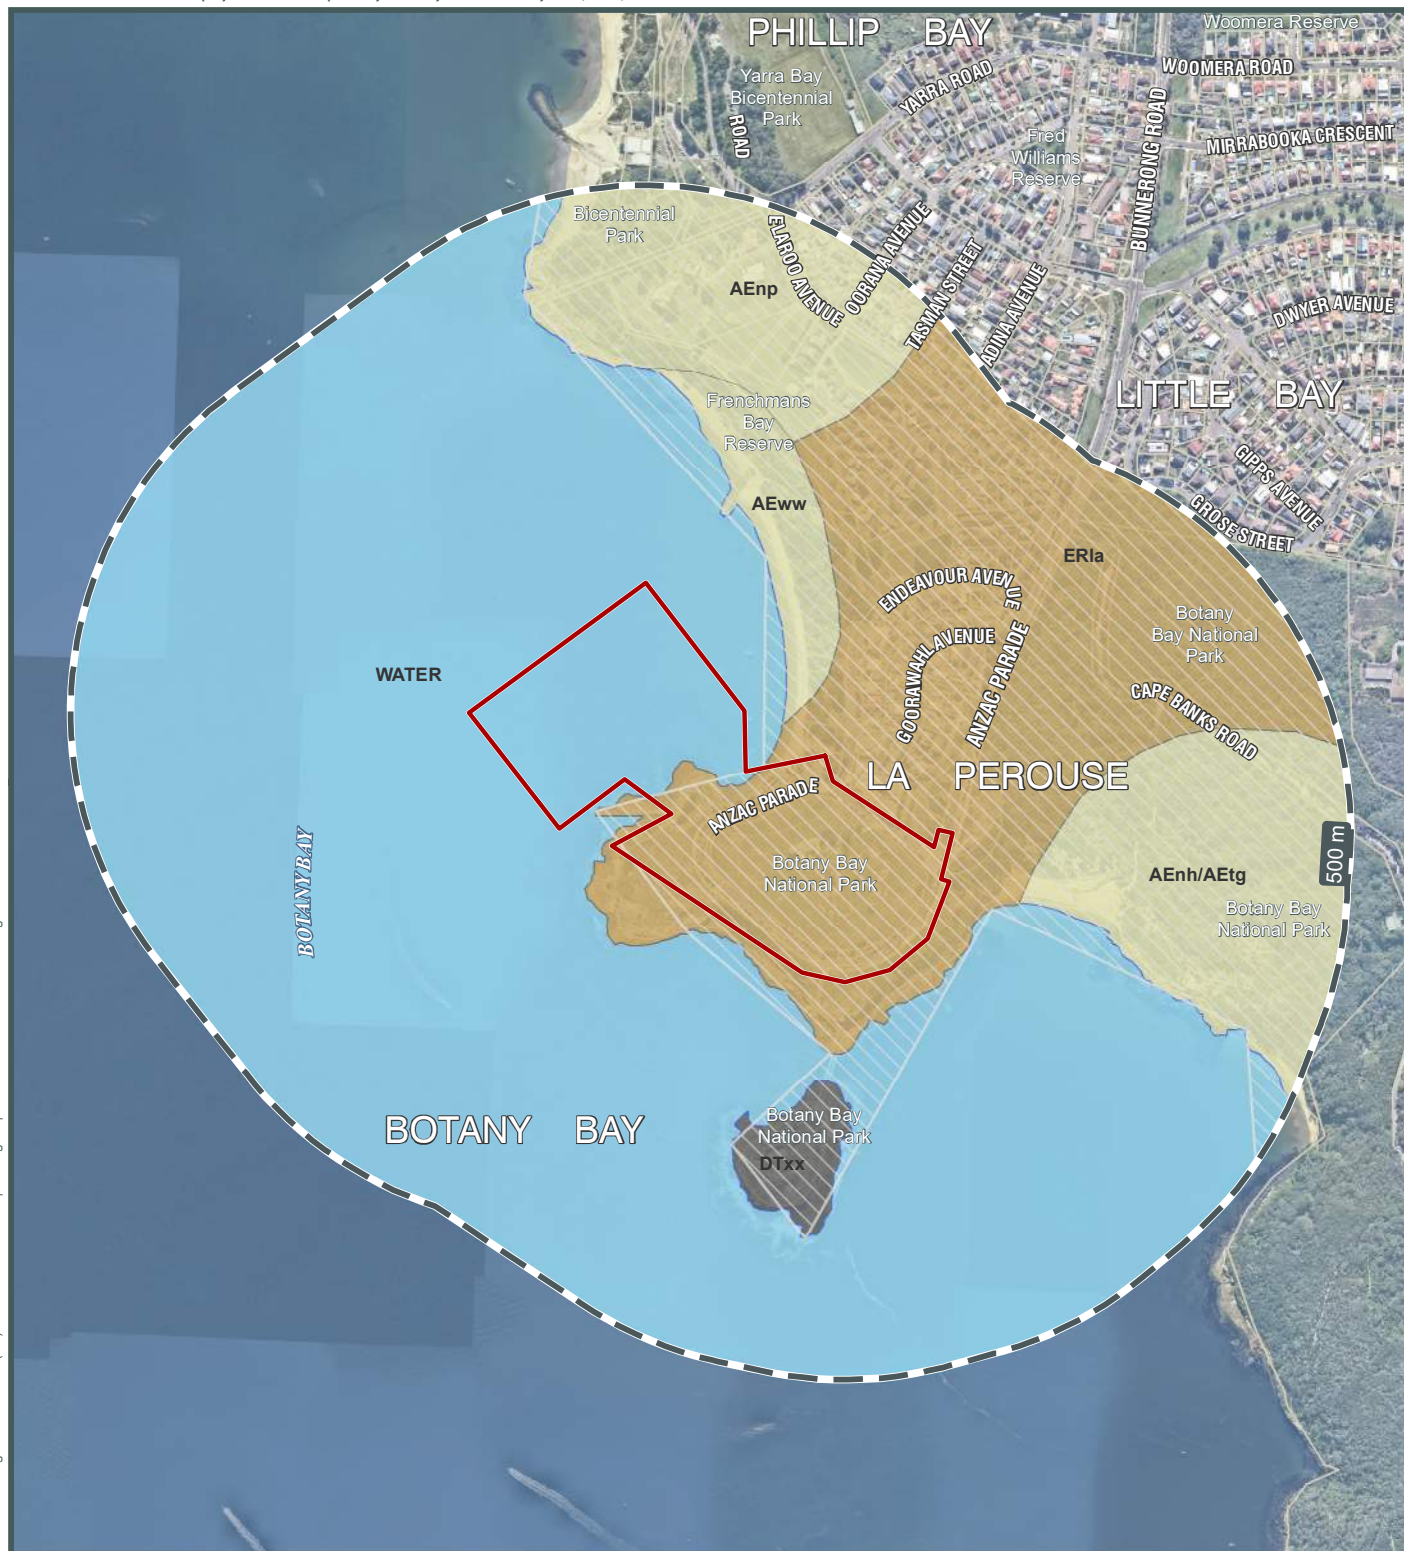 PHILLIP BAY
Woomera Reserve
WOOMERA ROAD
Yarra Bay
Bicentennial
Park
YARRA ROAD
ROAD
Fred
Williams
Reserve
BUNNERONG ROAD
MIRRABOOKA CRESCENT
Bicentennial
Park
ELAROO AVENUE
OORANA AVENUE
TASMAN STREET
ADINA AVENUE
AEnp
DWYER AVENUE
LITTLE BAY
Frenchmans
Bay
Reserve
GIPPS AVENUE
GROSE STREET
AEww
ERla
ENDEAVOUR AVENUE
GOORAWAHL AVENUE
ANZAC PARADE
Botany
Bay National
Park
CAPE BANKS ROAD
WATER
LA PEROUSE
ANZAC PARADE
Botany Bay
National Park
500 m
AEnh/AEtg
Botany Bay
National Park
BOTANY BAY
BOTANY BAY
Botany Bay
National Park
DTxx